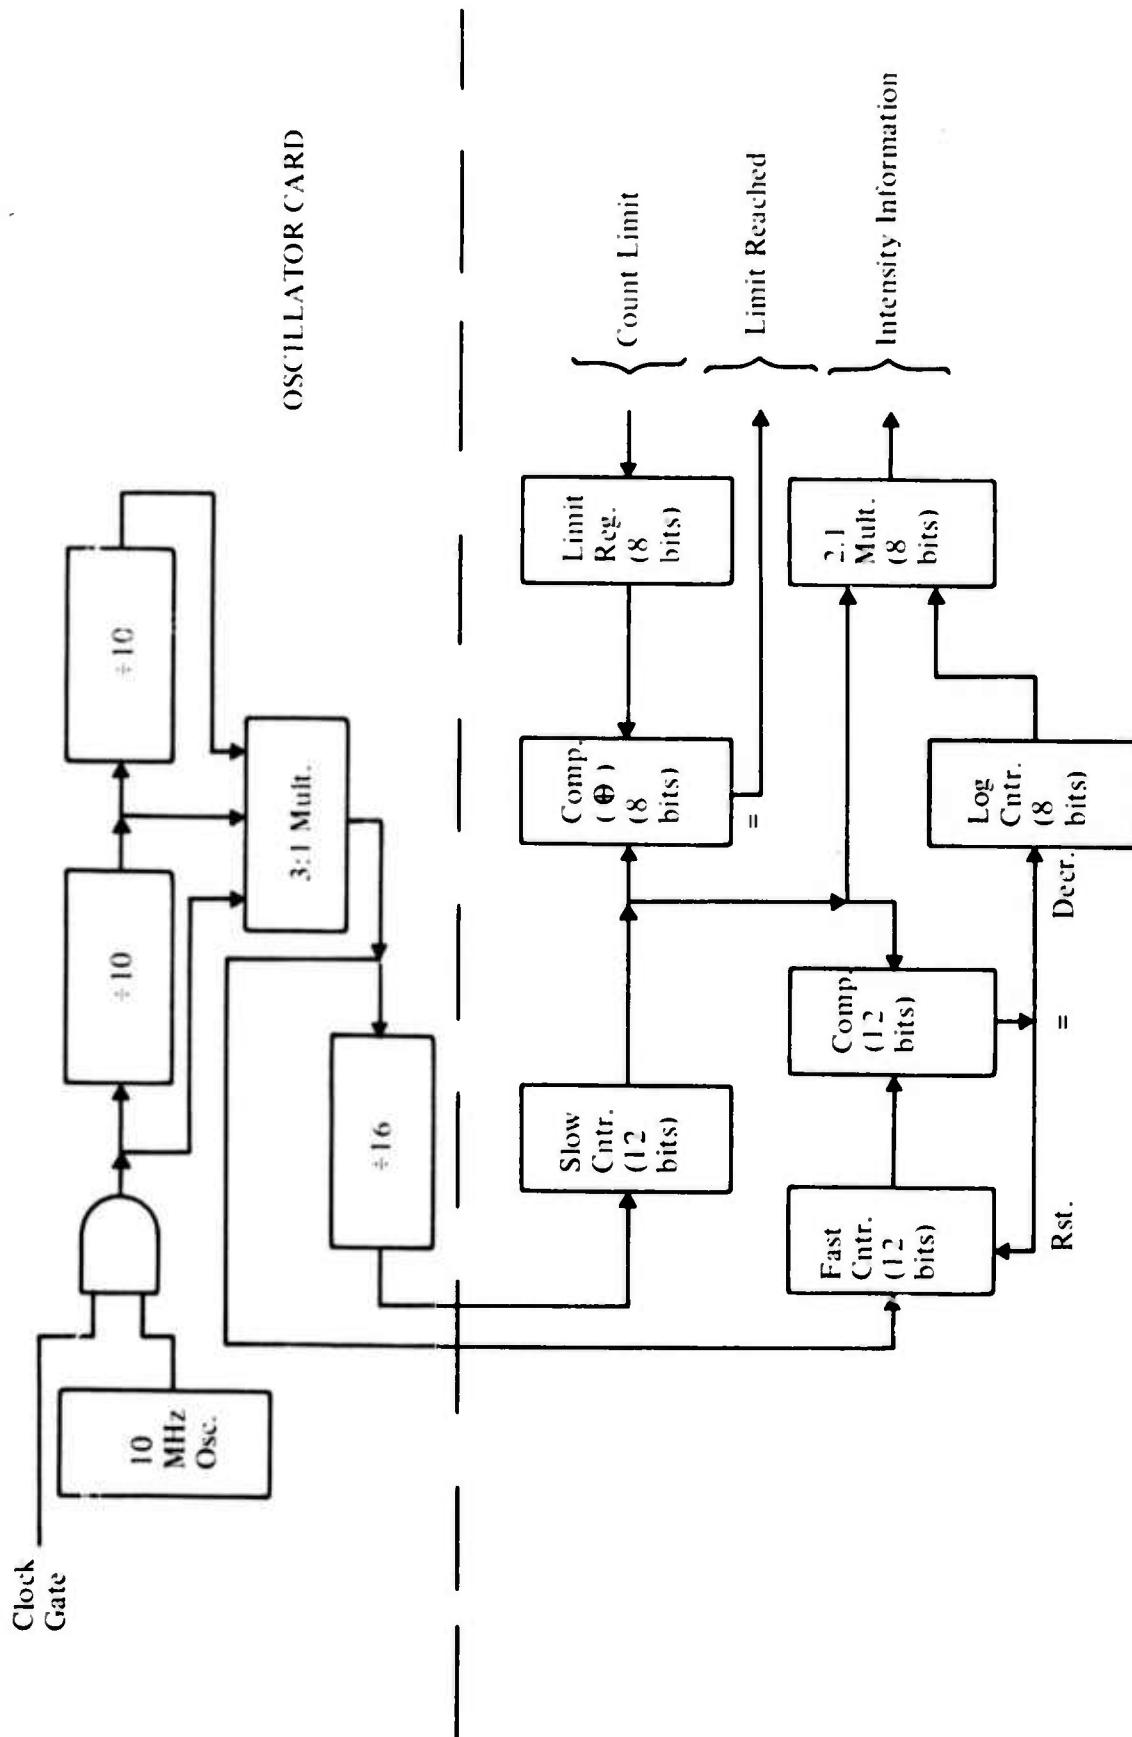 Clock
Gate
10
MHz
Osc.
÷10
÷10
3:1 Mult.
÷16
OSCILLATOR CARD
Slow
Cntr.
(12
bits)
Comp.
(⊕)
(8
bits)
=
Limit
Reg.
(8
bits)
Count Limit
Limit Reached
Fast
Cntr.
(12
bits)
Rst.
Comp.
(12
bits)
=
Decr.
Log
Cntr.
(8
bits)
2:1
Mult.
(8
bits)
Intensity Information